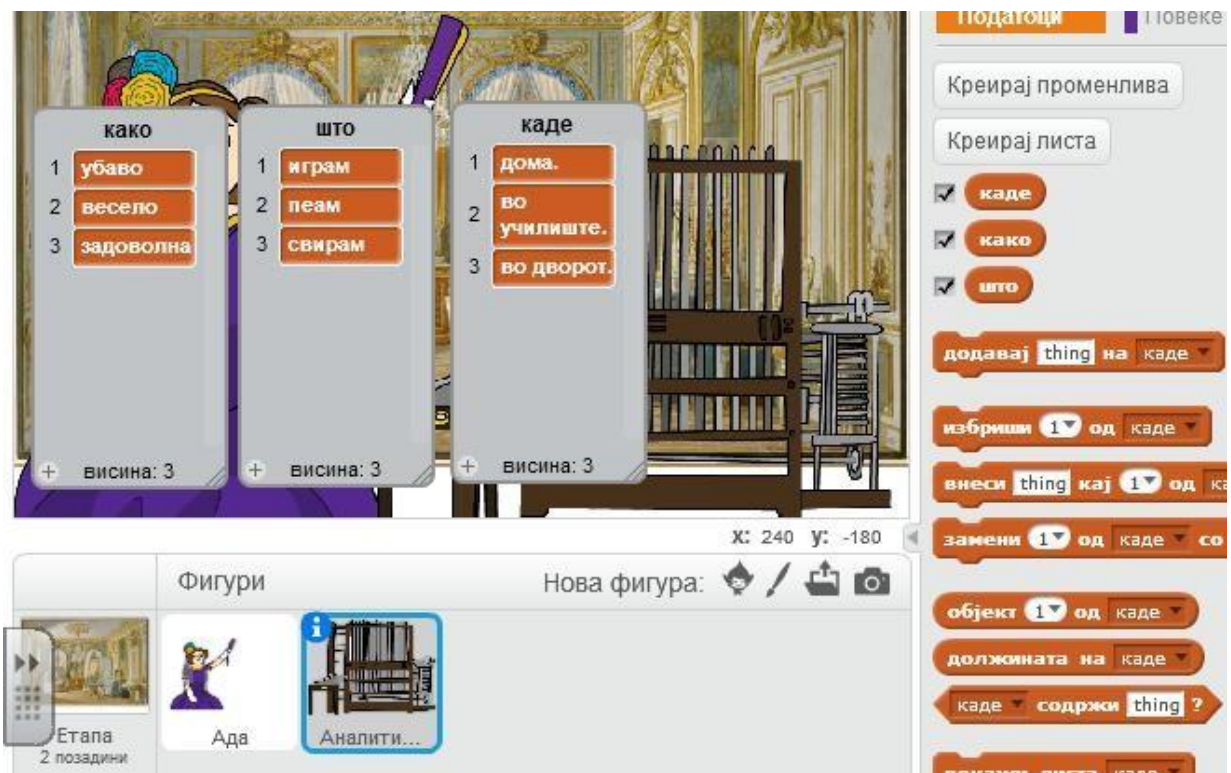 Податоци
Повеќе
како
1 убаво
2 весело
3 задоволна
+ висина: 3
што
1 играм
2 пеам
3 свирам
+ висина: 3
каде
1 дома.
2 во
училиште.
3 во дворот.
+ висина: 3
Креирај променлива
Креирај листа
каде
како
што
додавај thing на каде
избриши 1 од каде
внеси thing кај 1 од
замени 1 од каде со
објект 1 од каде
должината на каде
каде содржи thing ?
x: 240 y: -180
Фигури
Нова фигура:
Етапа
2 позадини
Ада
Аналити...